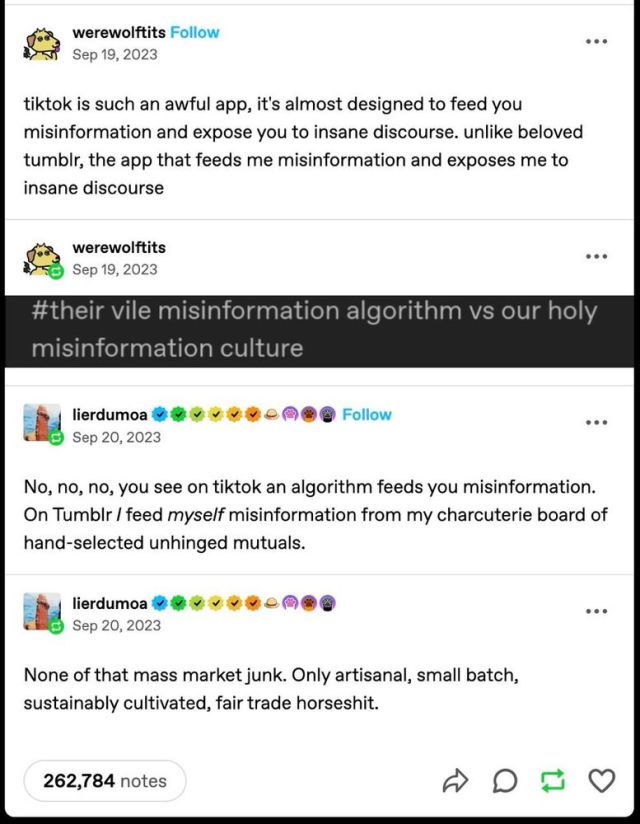 werewolftits Follow
Sep 19, 2023
tiktok is such an awful app, it's almost designed to feed you
misinformation and expose you to insane discourse. unlike beloved
tumblr, the app that feeds me misinformation and exposes me to
insane discourse
werewolftits
Sep 19, 2023
#their vile misinformation algorithm vs our holy
misinformation culture
lierdumoa Follow
Sep 20, 2023
No, no, no, you see on tiktok an algorithm feeds you misinformation.
On Tumblr I feed myself misinformation from my charcuterie board of
hand-selected unhinged mutuals.
lierdumoa
Sep 20, 2023
None of that mass market junk. Only artisanal, small batch,
sustainably cultivated, fair trade horseshit.
262,784 notes